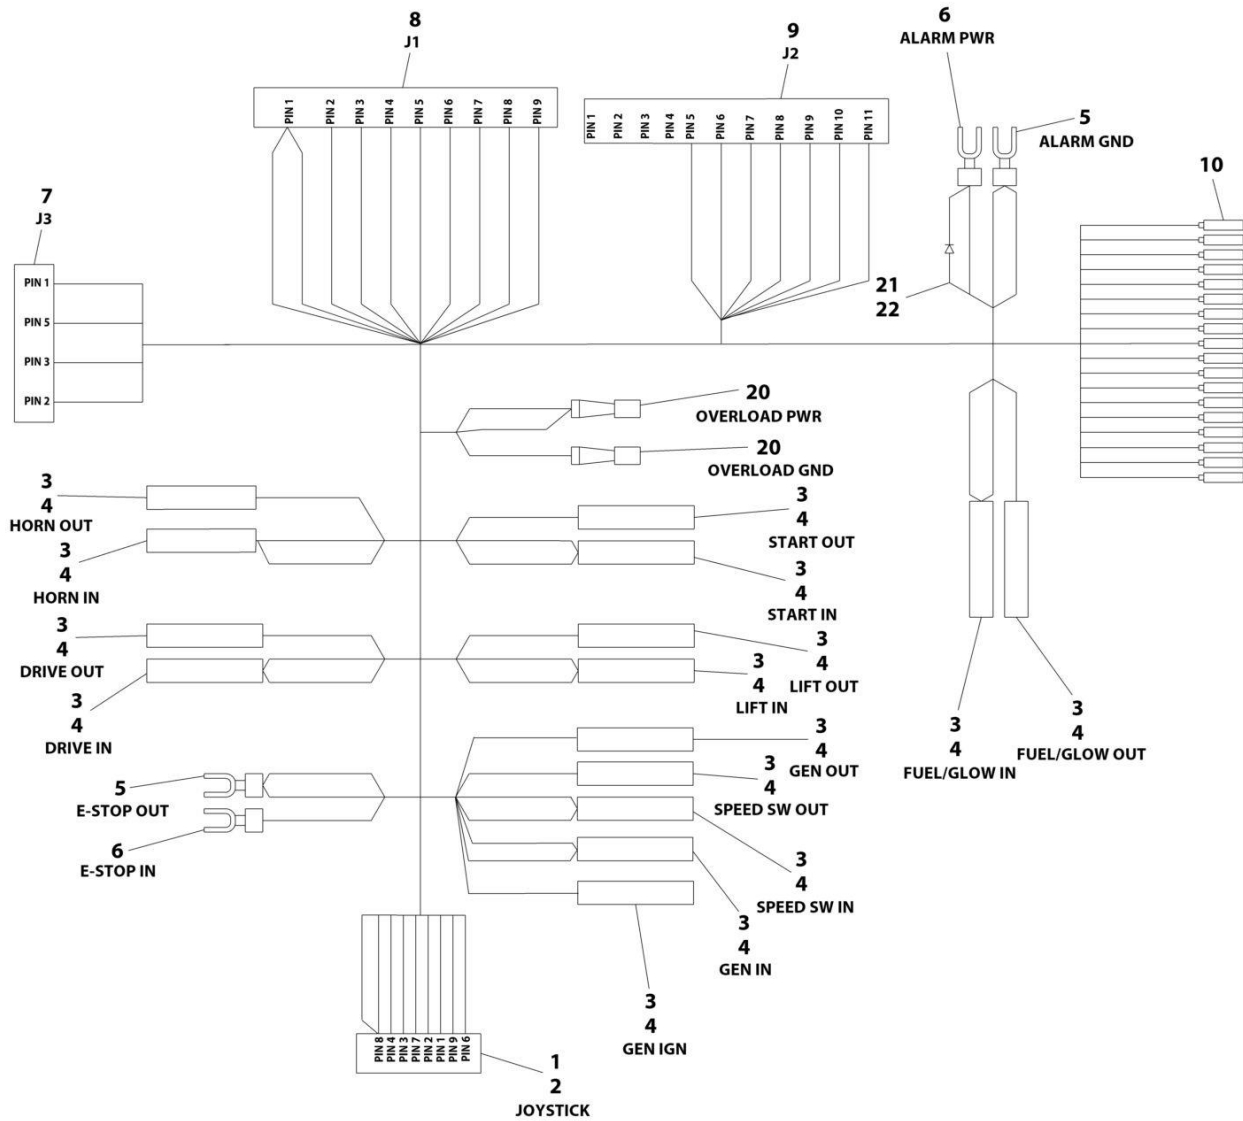 8
J1
PIN 1
PIN 2
PIN 3
PIN 4
PIN 5
PIN 6
PIN 7
PIN 8
PIN 9
9
J2
PIN 1
PIN 2
PIN 3
PIN 4
PIN 5
PIN 6
PIN 7
PIN 8
PIN 9
PIN 10
PIN 11
6
ALARM PWR
5
ALARM GND
10
7
J3
PIN 1
PIN 5
PIN 3
PIN 2
21
22
20
OVERLOAD PWR
20
OVERLOAD GND
3
4
HORN OUT
3
4
HORN IN
3
4
START OUT
3
4
START IN
3
4
DRIVE OUT
3
4
DRIVE IN
3
4
LIFT OUT
3
4
LIFT IN
3
4
GEN OUT
3
4
SPEED SW OUT
3
4
SPEED SW IN
3
4
GEN IN
3
4
GEN IGN
3
4
FUEL/GLOW IN
3
4
FUEL/GLOW OUT
5
E-STOP OUT
6
E-STOP IN
PIN 8
PIN 4
PIN 3
PIN 7
PIN 2
PIN 1
PIN 9
PIN 6
1
2
JOYSTICK